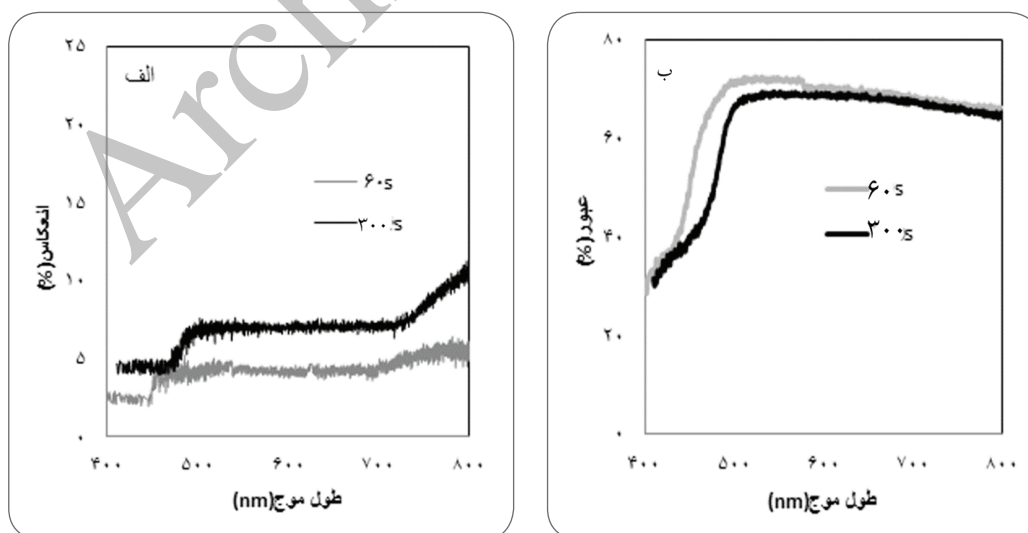 Archi
الف
۲۵
۲۰
۱۵
۱۰
۵
۰
انعکاس(%)
۶۰s
۳۰۰s
۴۰۰ ۵۰۰ ۶۰۰ ۷۰۰ ۸۰۰
طول موج(nm)
ب
۸۰
۶۰
۴۰
۲۰
۰
عبور(%)
۶۰s
۳۰۰s
۴۰۰ ۵۰۰ ۶۰۰ ۷۰۰ ۸۰۰
طول موج(nm)